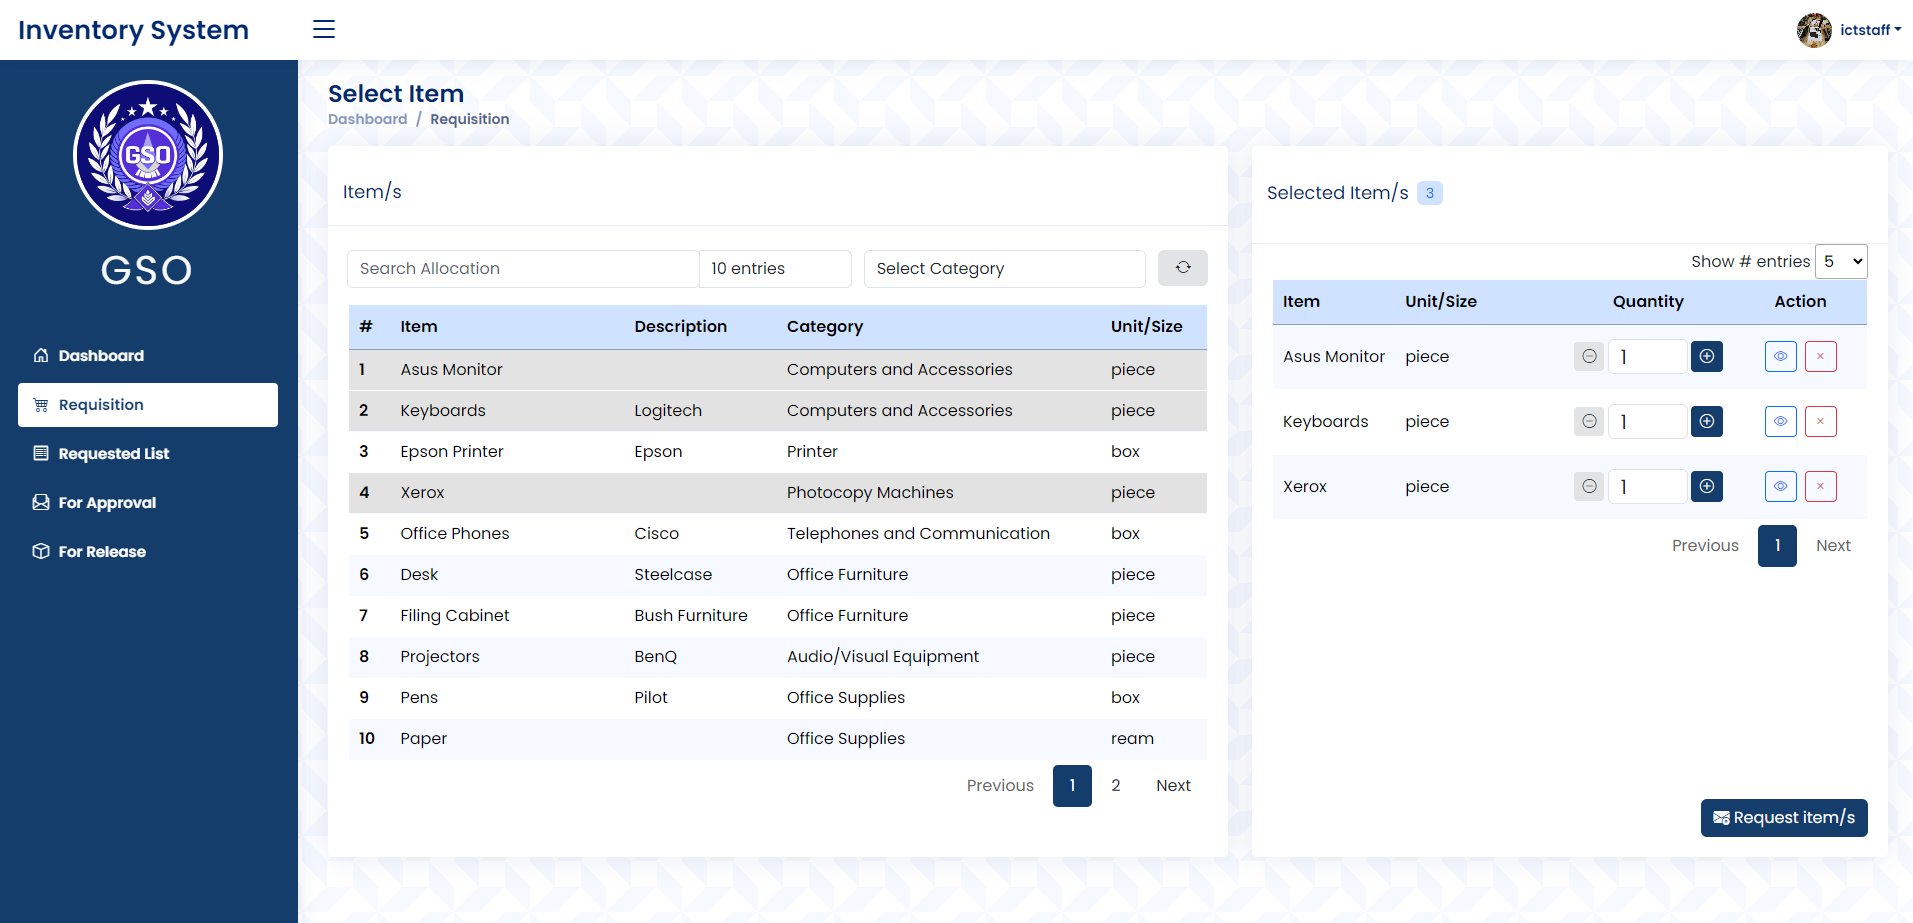 Inventory System
ictstaff
GSO
GSO
Dashboard
Requisition
Requested List
For Approval
For Release
Select Item
Dashboard / Requisition
Item/s
Search Allocation 10 entries Select Category
# Item Description Category Unit/Size
1 Asus Monitor Computers and Accessories piece
2 Keyboards Logitech Computers and Accessories piece
3 Epson Printer Epson Printer box
4 Xerox Photocopy Machines piece
5 Office Phones Cisco Telephones and Communication box
6 Desk Steelcase Office Furniture piece
7 Filing Cabinet Bush Furniture Office Furniture piece
8 Projectors BenQ Audio/Visual Equipment piece
9 Pens Pilot Office Supplies box
10 Paper Office Supplies ream
Previous 1 2 Next
Selected Item/s 3
Show # entries 5
Item Unit/Size Quantity Action
Asus Monitor piece 1
Keyboards piece 1
Xerox piece 1
Previous 1 Next
Request item/s